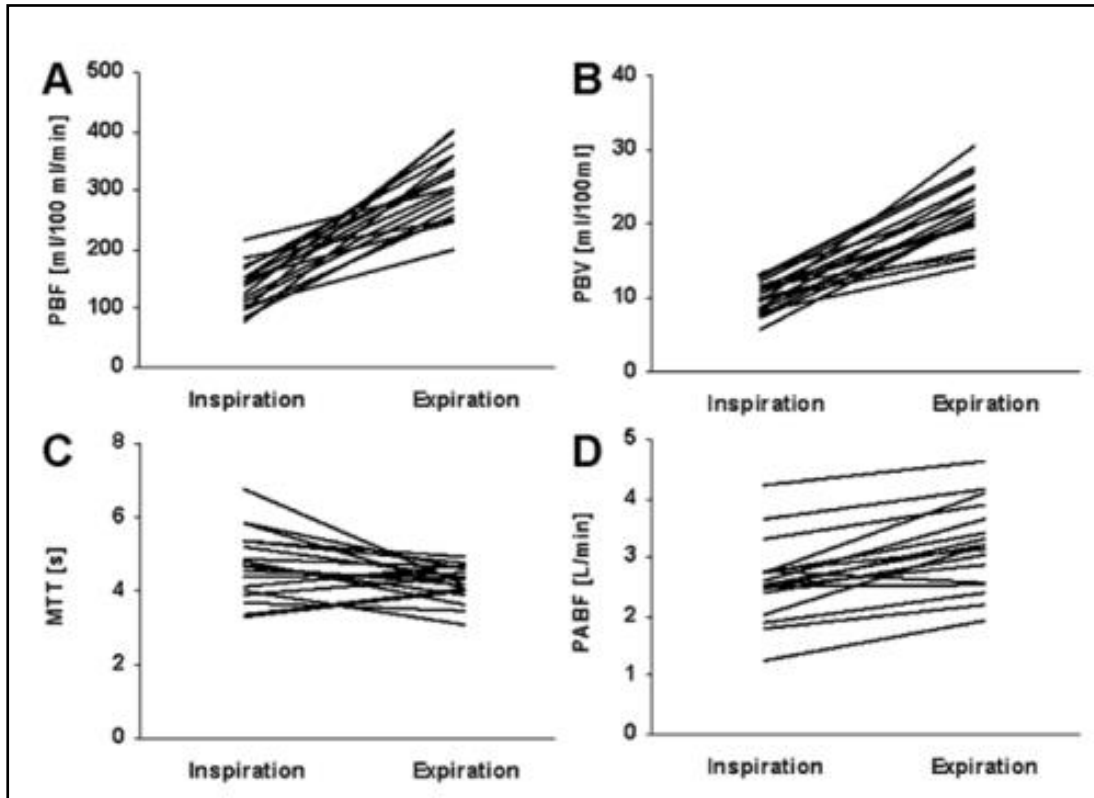 A
PBF [ml/100 ml/min]
500
400
300
200
100
0
Inspiration Expiration
B
PBV [ml/100ml]
40
30
20
10
0
Inspiration Expiration
C
MTT [s]
8
6
4
2
0
Inspiration Expiration
D
PABF [L/min]
5
4
3
2
1
0
Inspiration Expiration